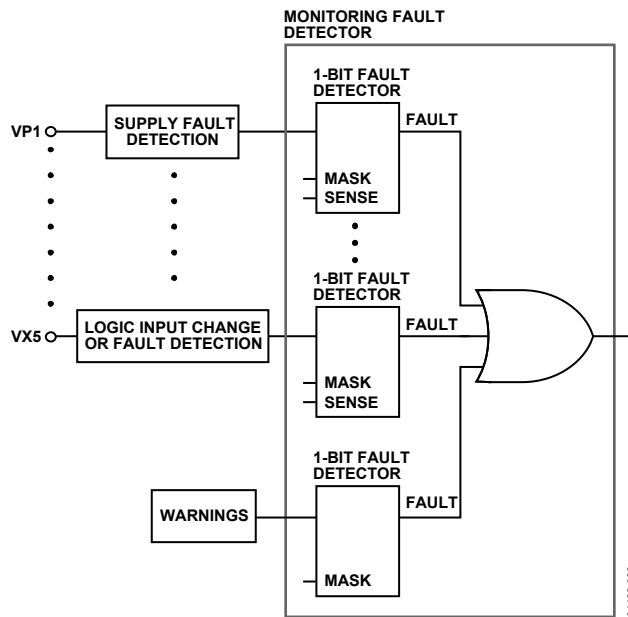 MONITORING FAULT
DETECTOR
1-BIT FAULT
DETECTOR
VP1
SUPPLY FAULT
DETECTION
FAULT
MASK
SENSE
1-BIT FAULT
DETECTOR
VX5
LOGIC INPUT CHANGE
OR FAULT DETECTION
FAULT
MASK
SENSE
1-BIT FAULT
DETECTOR
WARNINGS
FAULT
MASK